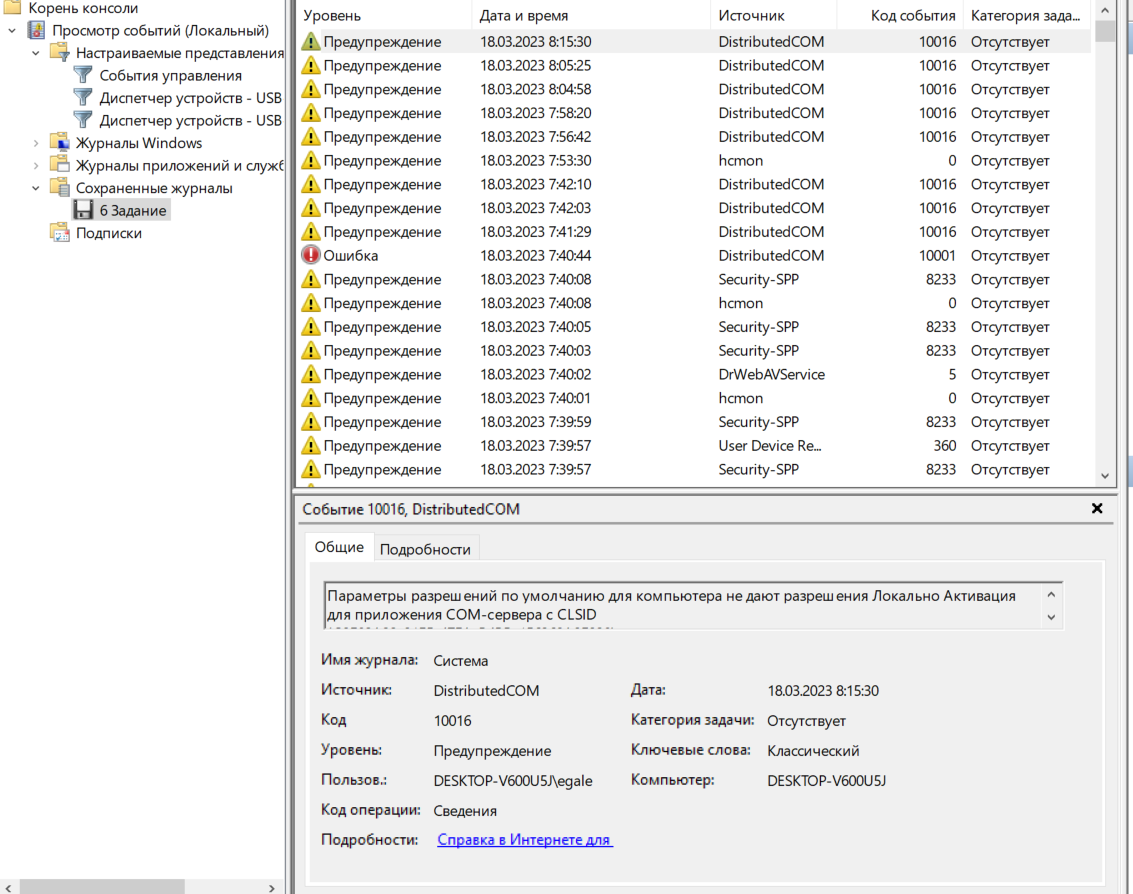 Корень консоли
Просмотр событий (Локальный)
Настраиваемые представления
События управления
Диспетчер устройств - USB
Диспетчер устройств - USB
Журналы Windows
Журналы приложений и служб
Сохраненные журналы
6 Задание
Подписки
Уровень Дата и время Источник Код события Категория зада...
Предупреждение 18.03.2023 8:15:30 DistributedCOM 10016 Отсутствует
Предупреждение 18.03.2023 8:05:25 DistributedCOM 10016 Отсутствует
Предупреждение 18.03.2023 8:04:58 DistributedCOM 10016 Отсутствует
Предупреждение 18.03.2023 7:58:20 DistributedCOM 10016 Отсутствует
Предупреждение 18.03.2023 7:56:42 DistributedCOM 10016 Отсутствует
Предупреждение 18.03.2023 7:53:30 hcmon 0 Отсутствует
Предупреждение 18.03.2023 7:42:10 DistributedCOM 10016 Отсутствует
Предупреждение 18.03.2023 7:42:03 DistributedCOM 10016 Отсутствует
Предупреждение 18.03.2023 7:41:29 DistributedCOM 10016 Отсутствует
Ошибка 18.03.2023 7:40:44 DistributedCOM 10001 Отсутствует
Предупреждение 18.03.2023 7:40:08 Security-SPP 8233 Отсутствует
Предупреждение 18.03.2023 7:40:08 hcmon 0 Отсутствует
Предупреждение 18.03.2023 7:40:05 Security-SPP 8233 Отсутствует
Предупреждение 18.03.2023 7:40:03 Security-SPP 8233 Отсутствует
Предупреждение 18.03.2023 7:40:02 DrWebAVService 5 Отсутствует
Предупреждение 18.03.2023 7:40:01 hcmon 0 Отсутствует
Предупреждение 18.03.2023 7:39:59 Security-SPP 8233 Отсутствует
Предупреждение 18.03.2023 7:39:57 User Device Re... 360 Отсутствует
Предупреждение 18.03.2023 7:39:57 Security-SPP 8233 Отсутствует
Событие 10016, DistributedCOM
Общие Подробности
Параметры разрешений по умолчанию для компьютера не дают разрешения Локально Активация
для приложения COM-сервера с CLSID
Имя журнала: Система
Источник: DistributedCOM Дата: 18.03.2023 8:15:30
Код 10016 Категория задачи: Отсутствует
Уровень: Предупреждение Ключевые слова: Классический
Пользов.: DESKTOP-V600U5J\egale Компьютер: DESKTOP-V600U5J
Код операции: Сведения
Подробности: Справка в Интернете для